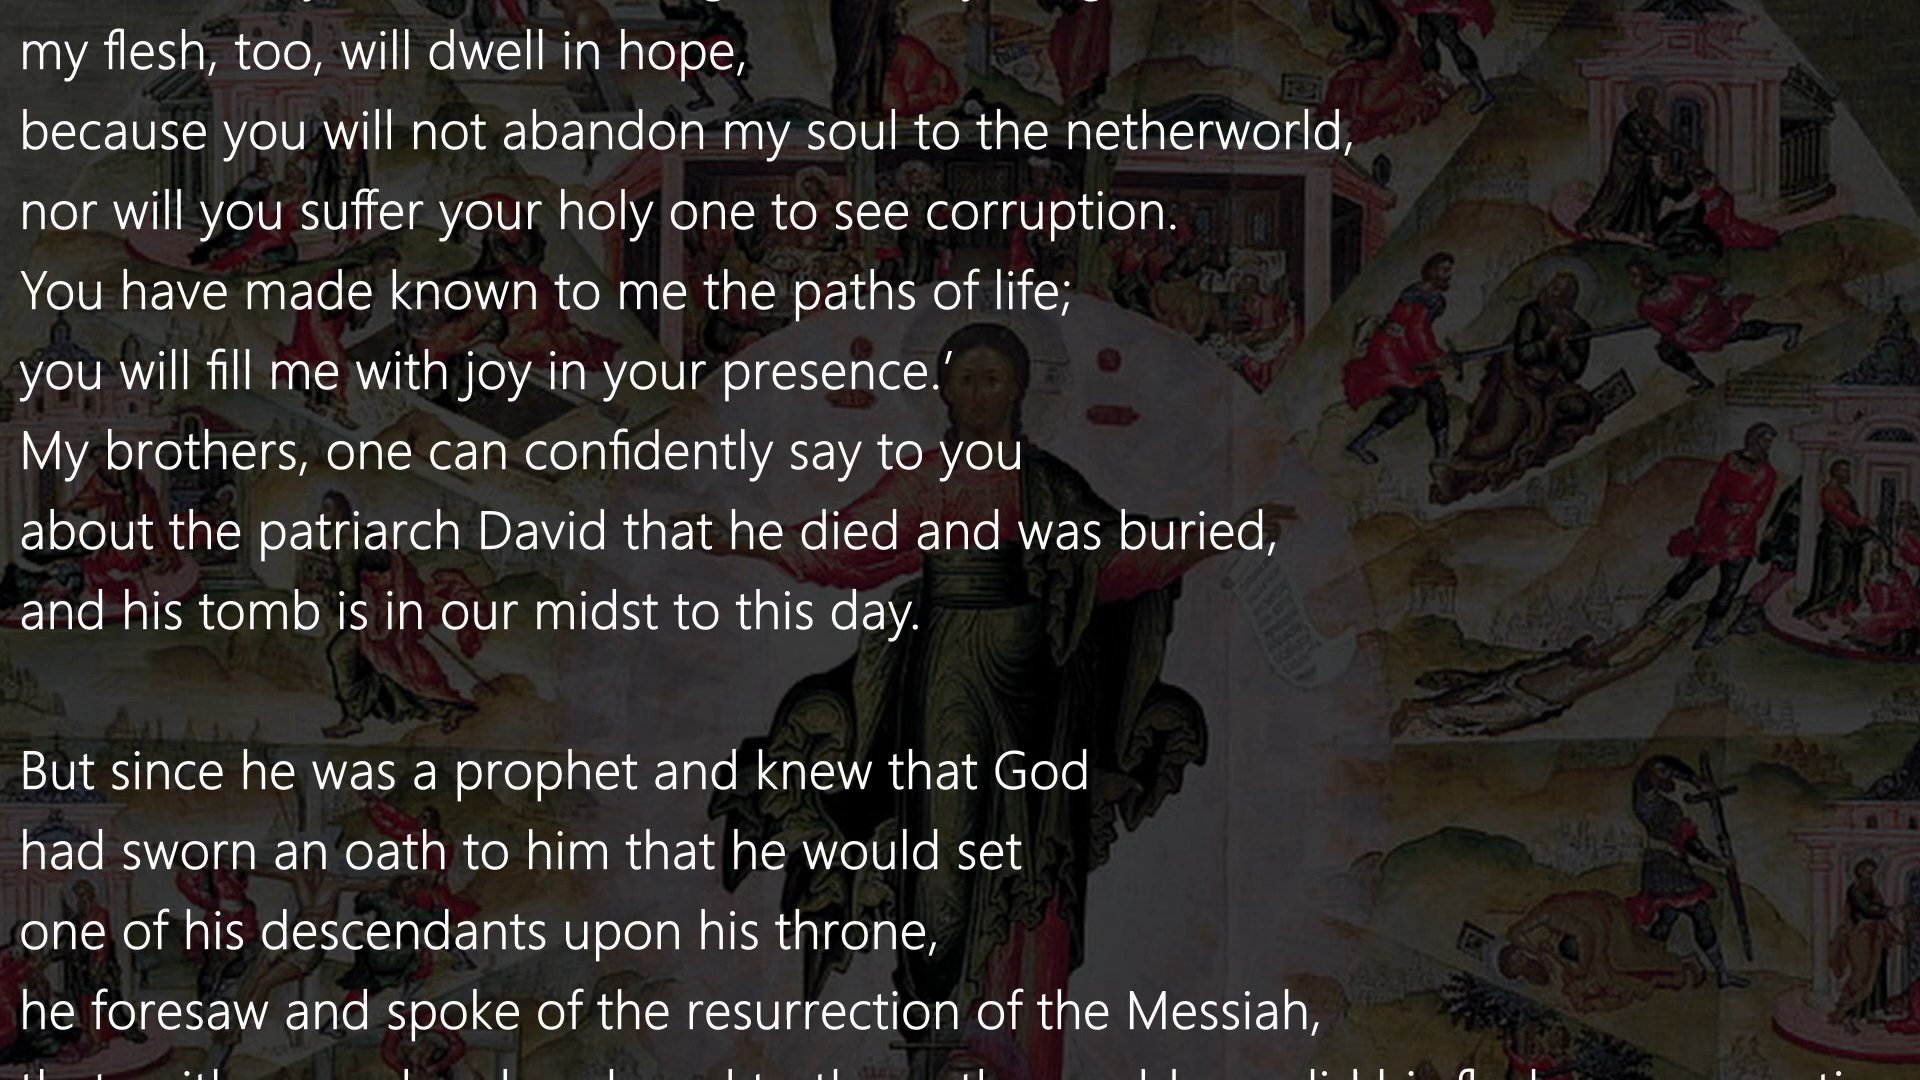 my flesh, too, will dwell in hope,
because you will not abandon my soul to the netherworld,
nor will you suffer your holy one to see corruption.
You have made known to me the paths of life;
you will fill me with joy in your presence.’
My brothers, one can confidently say to you
about the patriarch David that he died and was buried,
and his tomb is in our midst to this day.
But since he was a prophet and knew that God
had sworn an oath to him that he would set
one of his descendants upon his throne,
he foresaw and spoke of the resurrection of the Messiah,